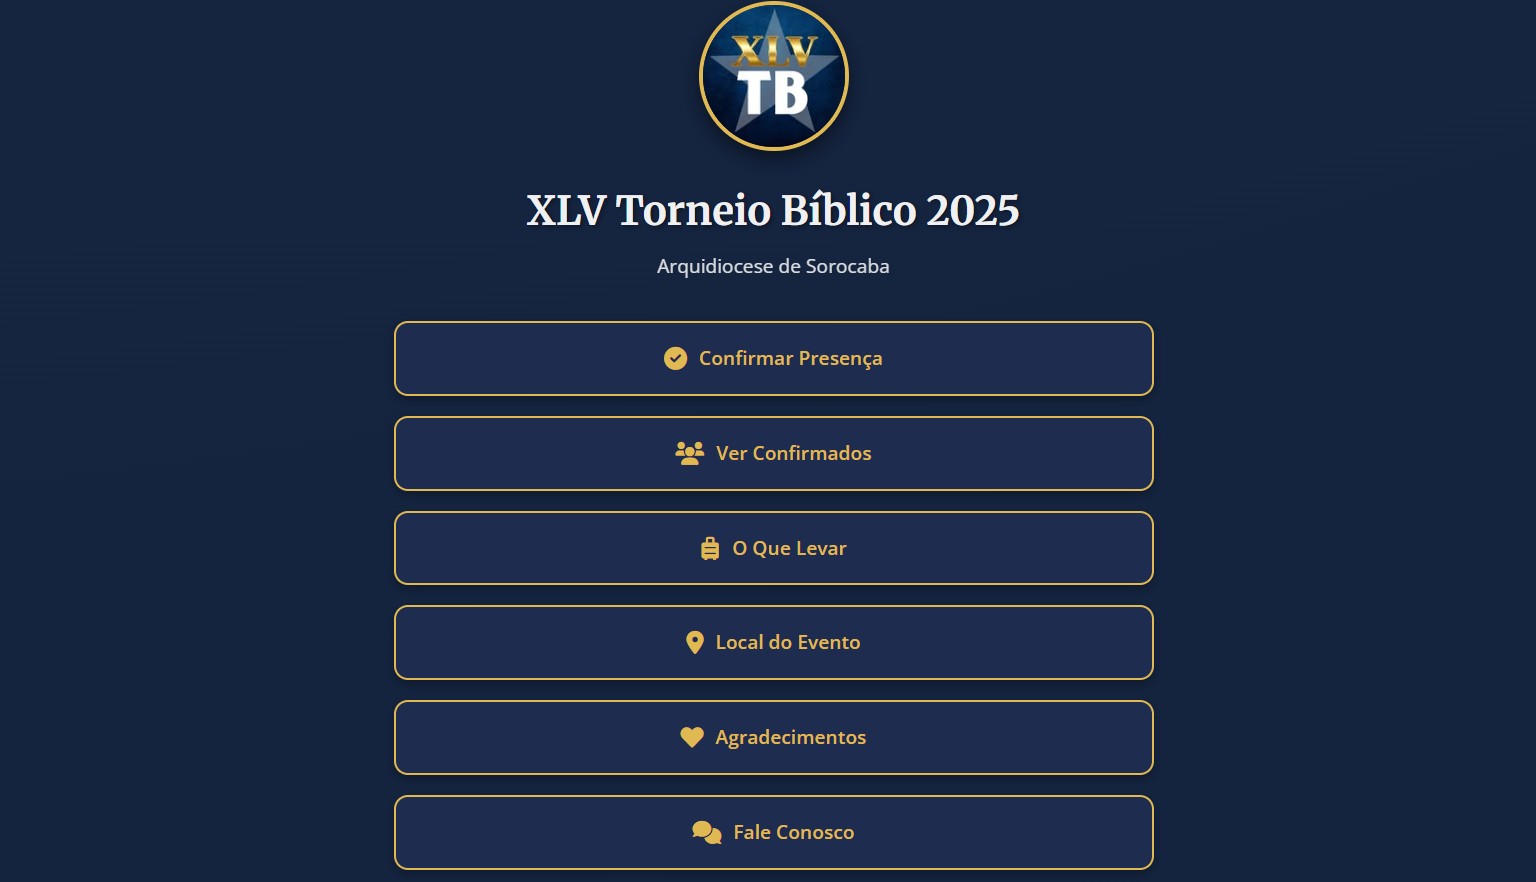 XLV
TB
XLV Torneio Bíblico 2025
Arquidiocese de Sorocaba
Confirmar Presença
Ver Confirmados
O Que Levar
Local do Evento
Agradecimentos
Fale Conosco